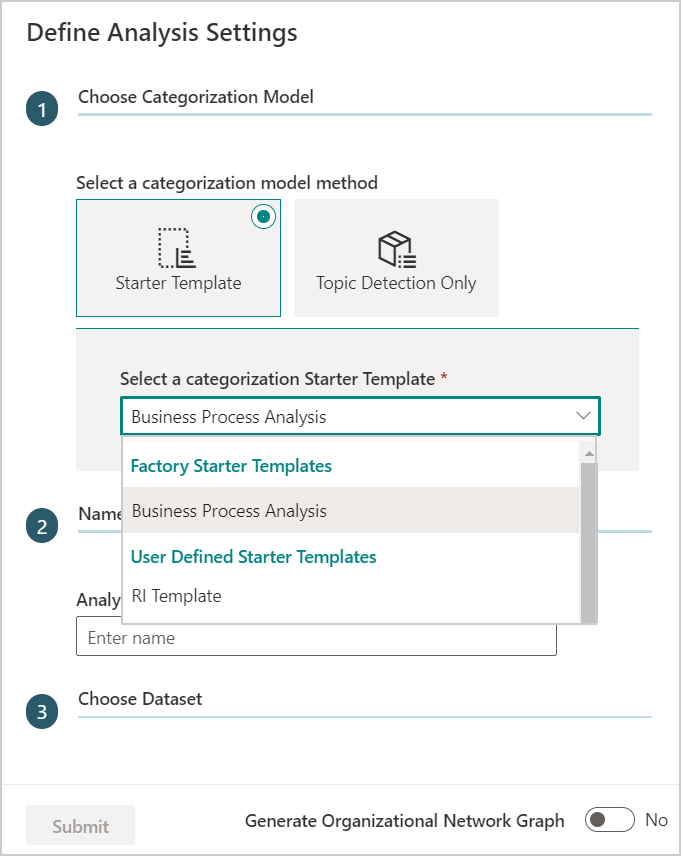 Define Analysis Settings
1
Choose Categorization Model
Select a categorization model method
Starter Template
Topic Detection Only
Select a categorization Starter Template *
Business Process Analysis
Factory Starter Templates
Business Process Analysis
User Defined Starter Templates
RI Template
2
Name
Analy
Enter name
3
Choose Dataset
Submit
Generate Organizational Network Graph
No